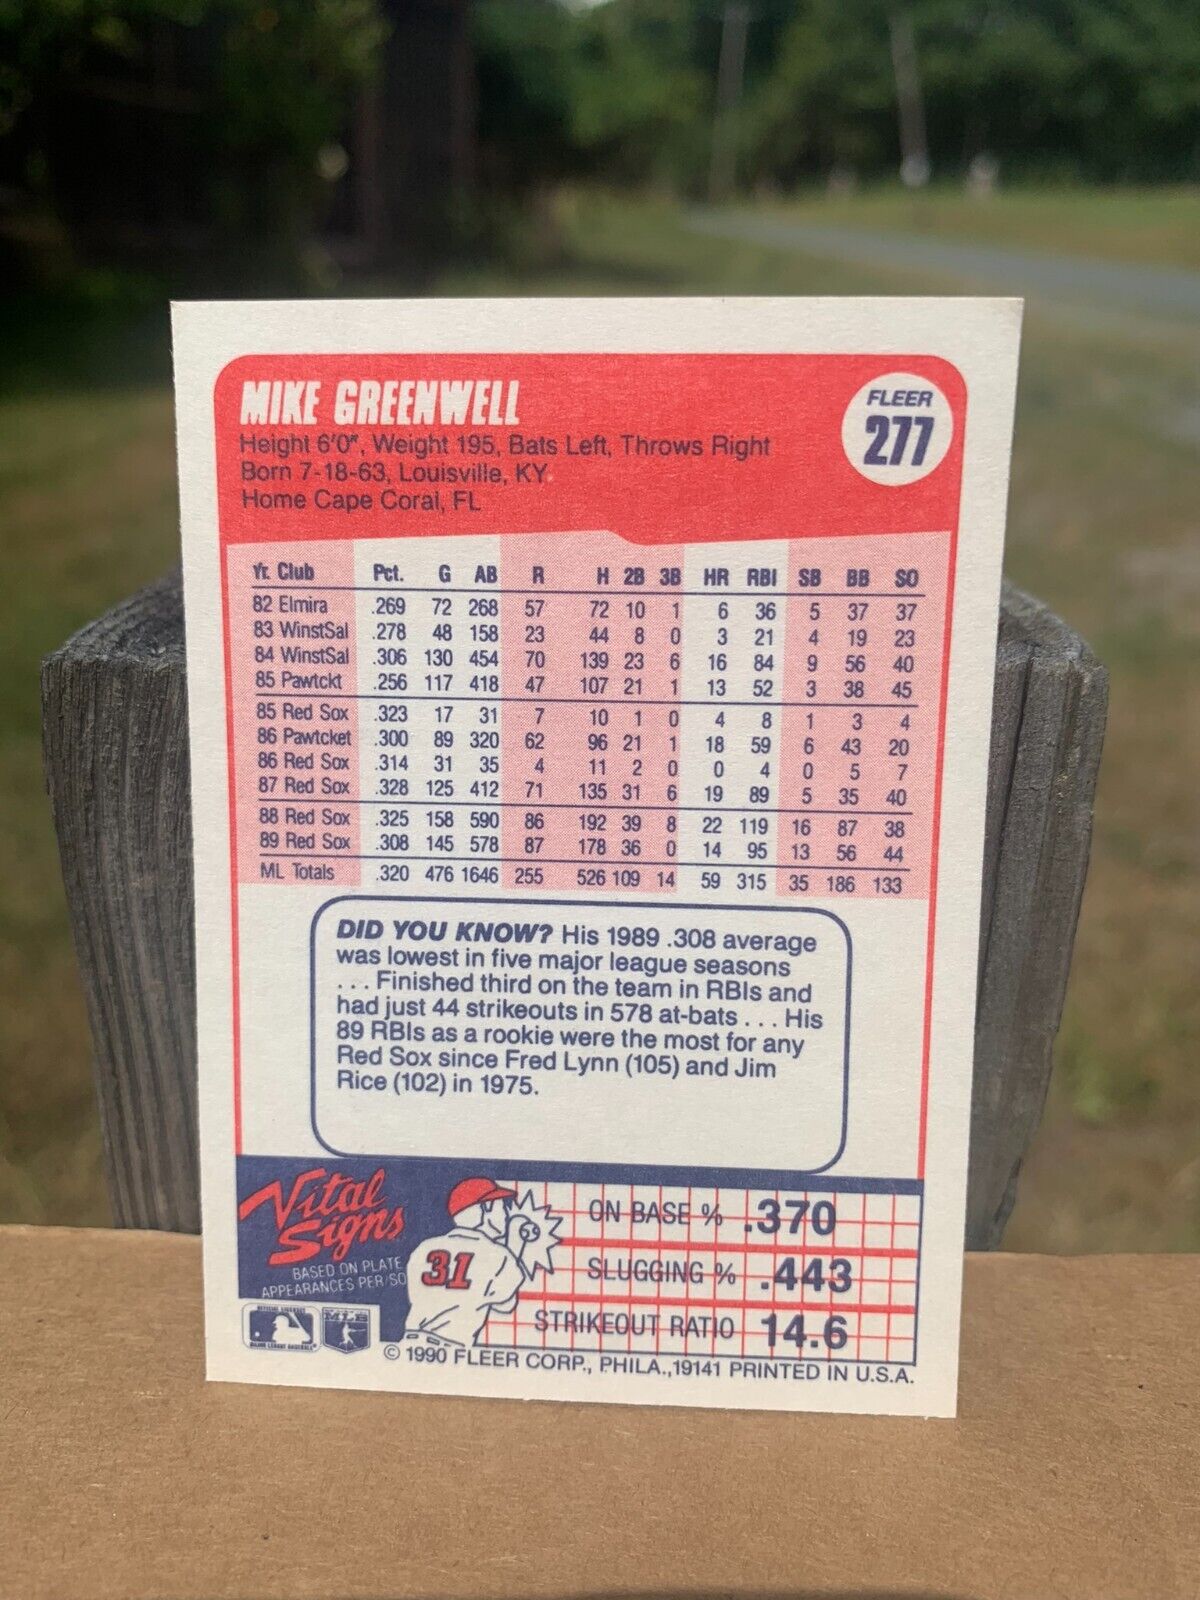 MIKE GREENWELL
FLEER
277
Height 6'0", Weight 195, Bats Left, Throws Right
Born 7-18-63, Louisville, KY.
Home Cape Coral, FL
Yr. Club Pct. G AB R H 2B 3B HR RBI SB BB SO
82 Elmira .269 72 268 57 72 10 1 6 36 5 37 37
83 WinstSal .278 48 158 23 44 8 0 3 21 4 19 23
84 WinstSal .306 130 454 70 139 23 6 16 84 9 56 40
85 Pawtckt .256 117 418 47 107 21 1 13 52 3 38 45
85 Red Sox .323 17 31 7 10 1 0 4 8 1 3 4
86 Pawtcket .300 89 320 62 96 21 1 18 59 6 43 20
86 Red Sox .314 31 35 4 11 2 0 0 4 0 5 7
87 Red Sox .328 125 412 71 135 31 6 19 89 5 35 40
88 Red Sox .325 158 590 86 192 39 8 22 119 16 87 38
89 Red Sox .308 145 578 87 178 36 0 14 95 13 56 44
ML Totals .320 476 1646 255 526 109 14 59 315 35 186 133
DID YOU KNOW? His 1989 .308 average
was lowest in five major league seasons
. . . Finished third on the team in RBIs and
had just 44 strikeouts in 578 at-bats . . . His
89 RBIs as a rookie were the most for any
Red Sox since Fred Lynn (105) and Jim
Rice (102) in 1975.
Vital
Signs
BASED ON PLATE
APPEARANCES PER/SO
31
ON BASE % .370
SLUGGING % .443
STRIKEOUT RATIO 14.6
© 1990 FLEER CORP., PHILA.,19141 PRINTED IN U.S.A.